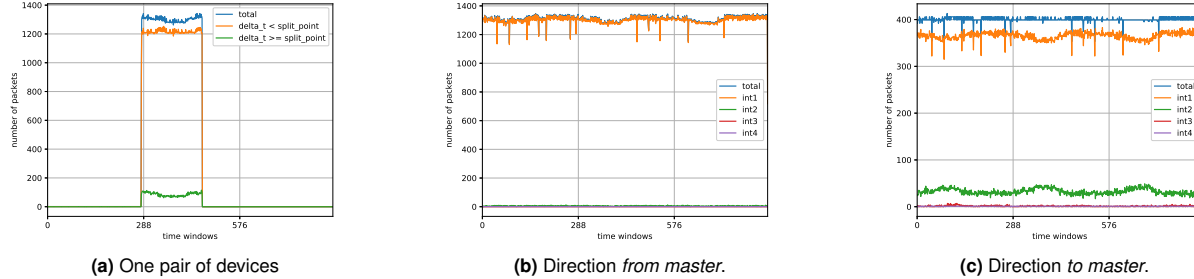 1400
1200
1000
800
600
400
200
0
number of packets
total
delta_t < split_point
delta_t >= split_point
0
288
576
time windows
(a) One pair of devices
1400
1200
1000
800
600
400
200
0
number of packets
total
int1
int2
int3
int4
0
288
576
time windows
(b) Direction from master.
400
300
200
100
0
number of packets
total
int1
int2
int3
int4
0
288
576
time windows
(c) Direction to master.